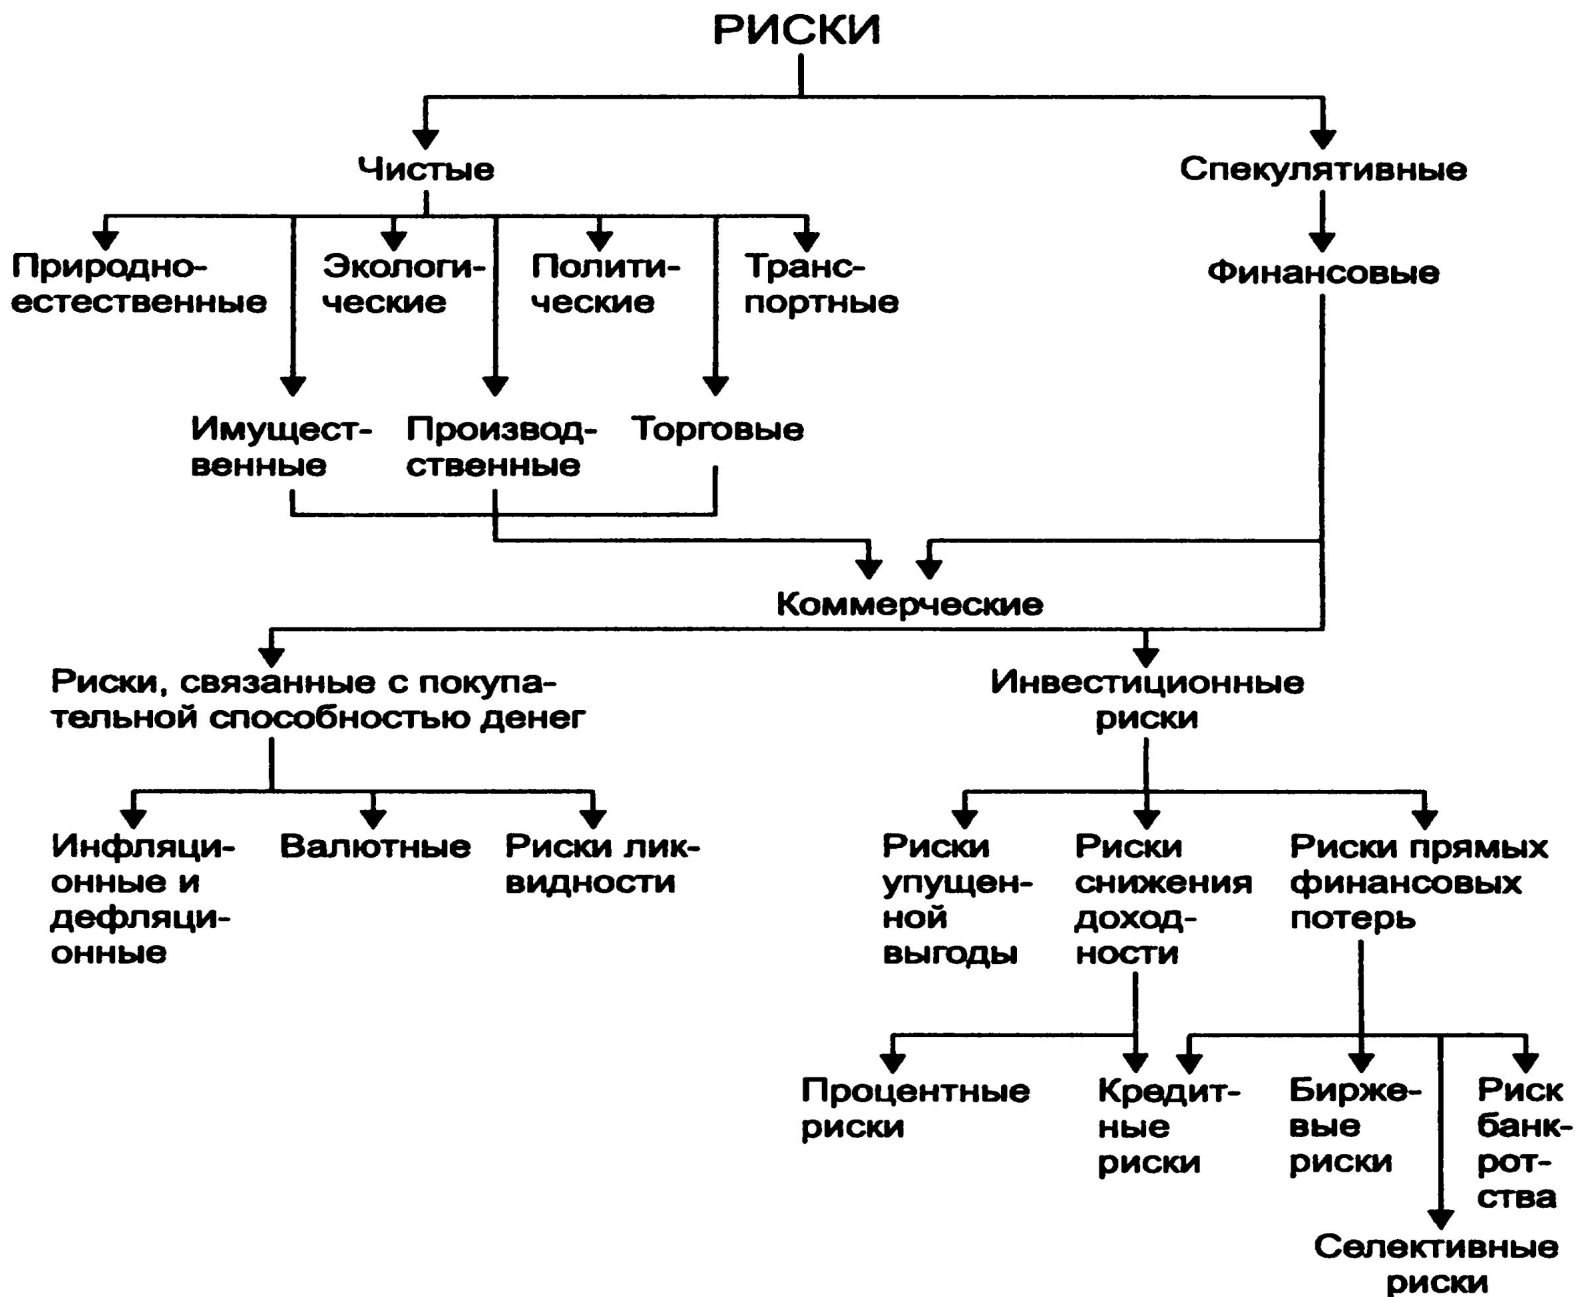 РИСКИ
Чистые
Спекулятивные
Природно-
естественные
Экологи-
ческие
Полити-
ческие
Транс-
портные
Финансовые
Имущест-
венные
Производ-
ственные
Торговые
Коммерческие
Риски, связанные с покупа-
тельной способностью денег
Инвестиционные
риски
Инфляци-
онные и
дефляци-
онные
Валютные
Риски лик-
видности
Риски
упущен-
ной
выгоды
Риски
снижения
доход-
ности
Риски прямых
финансовых
потерь
Процентные
риски
Кредит-
ные
риски
Бирже-
вые
риски
Риск
банк-
рот-
ства
Селективные
риски